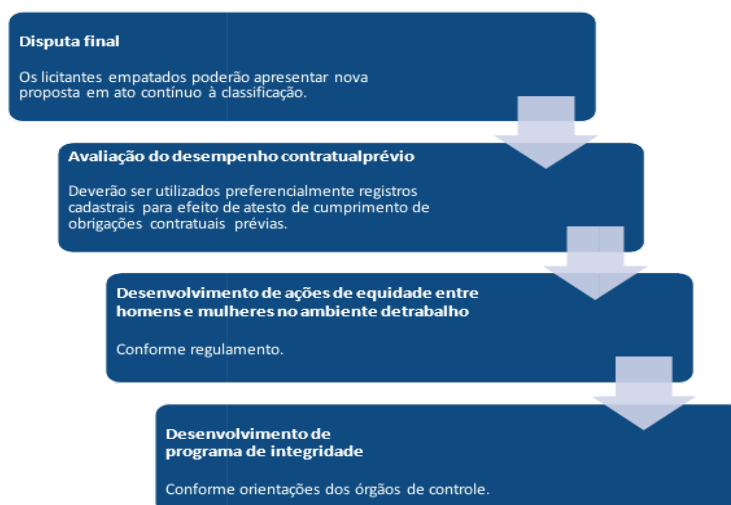 Disputa final
Os licitantes empatados poderão apresentar nova
proposta em ato contínuo à classificação.
Avaliação do desempenho contratualprévio
Deverão ser utilizados preferencialmente registros
cadastrais para efeito de atesto de cumprimento de
obrigações contratuais prévias.
Desenvolvimento de ações de equidade entre
homens e mulheres no ambiente detrabalho
Conforme regulamento.
Desenvolvimento de
programa de integridade
Conforme orientações dos órgãos de controle.